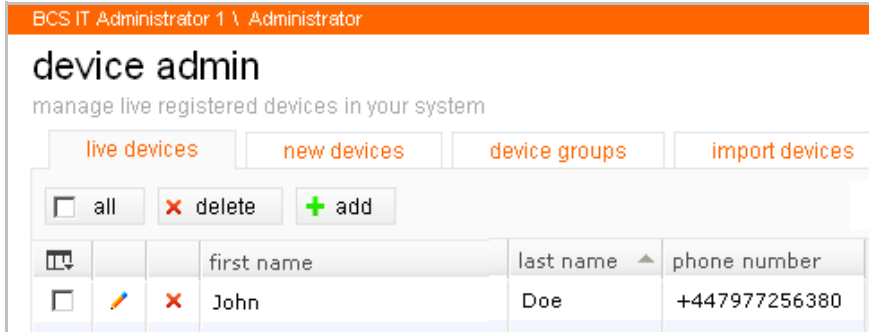 BCS IT Administrator 1 \ Administrator
device admin
manage live registered devices in your system
live devices new devices device groups import devices
all delete add
first name last name phone number
John Doe +447977256380